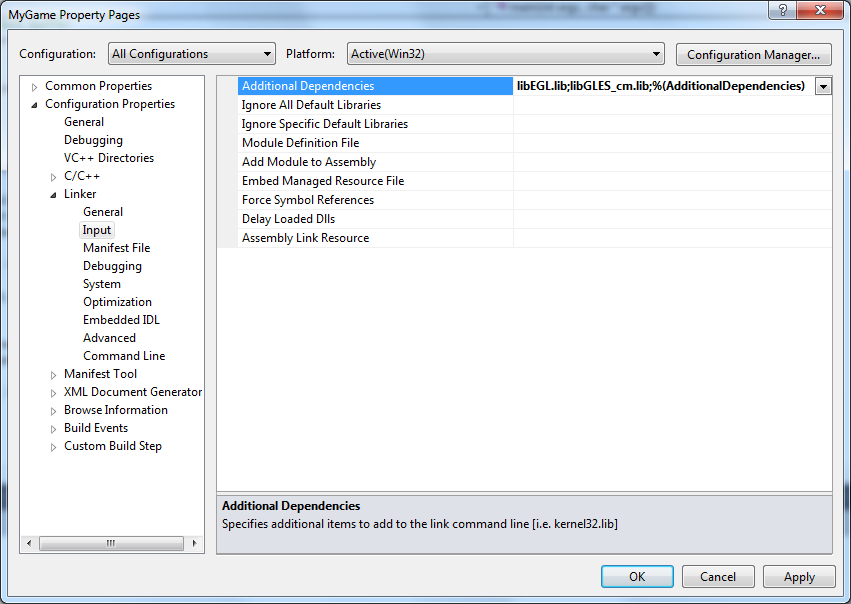 MyGame Property Pages
Configuration: All Configurations Platform: Active(Win32) Configuration Manager...
Common Properties
Configuration Properties
General
Debugging
VC++ Directories
C/C++
Linker
General
Input
Manifest File
Debugging
System
Optimization
Embedded IDL
Advanced
Command Line
Manifest Tool
XML Document Generator
Browse Information
Build Events
Custom Build Step
Additional Dependencies libEGL.lib;libGLES_cm.lib;%(AdditionalDependencies)
Ignore All Default Libraries
Ignore Specific Default Libraries
Module Definition File
Add Module to Assembly
Embed Managed Resource File
Force Symbol References
Delay Loaded Dlls
Assembly Link Resource
Additional Dependencies
Specifies additional items to add to the link command line [i.e. kernel32.lib]
OK Cancel Apply